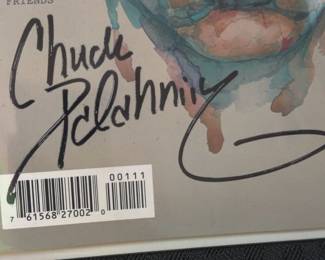 FRIENDS
Chuck
Palahniuk
00111
7 61568 27002 0